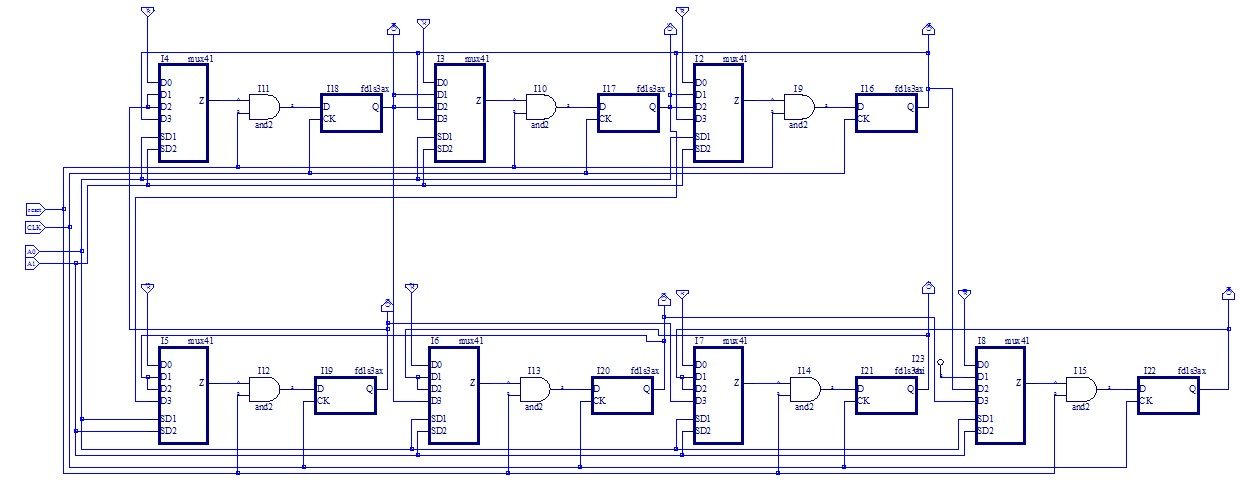 I4 mux41
I3 mux41
I2 mux41
D0 D0 D0
D1 I11 I18 fd1s3ax D1 I10 I17 fd1s3ax D1 I9 I16 fd1s3ax
D2 Z D Q D2 Z D Q D2 Z D Q
D3 CK D3 CK D3 CK
and2 and2 and2
SD1 SD1 SD1
SD2 SD2 SD2
reset
CLK
A0
A1
I5 mux41 I6 mux41 I7 mux41 I8 mux41
D0 D0 D0 I23 D0
D1 I12 I19 fd1s3ax D1 I13 I20 fd1s3ax D1 I14 I21 fd1s3ax D1 I15 I22 fd1s3ax
D2 Z D Q D2 Z D Q D2 Z D Q D2 Z D Q
D3 CK D3 CK D3 CK D3 CK
and2 and2 and2 and2
SD1 SD1 SD1 SD1
SD2 SD2 SD2 SD2